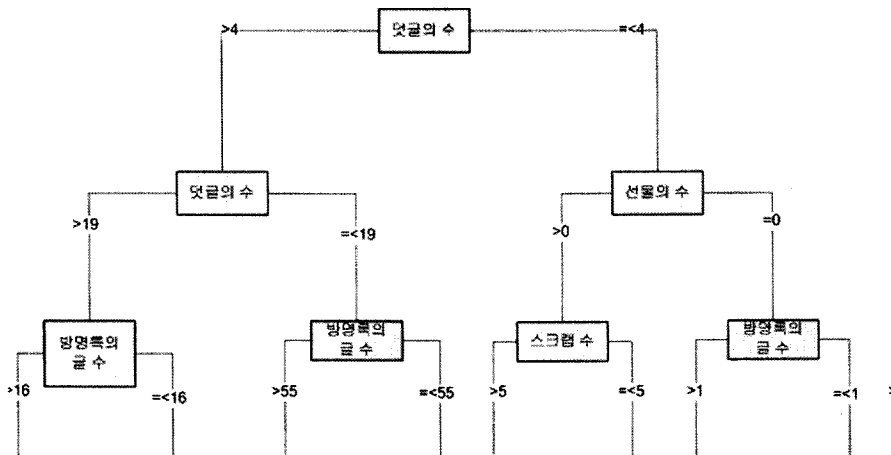 댓글의 수
>4
=<4
댓글의 수
선물의 수
>19
=<19
>0
=0
방명록의
글 수
방명록의
글 수
스크랩 수
방명록의
글 수
>16
=<16
>55
=<55
>5
=<5
>1
=<1
>